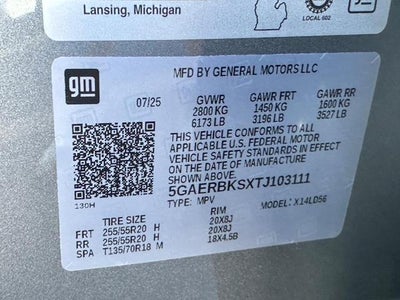 Lansing, Michigan
LOCAL 602
gm
MFD BY GENERAL MOTORS LLC
07/25 GVWR GAWR FRT GAWR RR
2800 KG 1450 KG 1600 KG
6173 LB 3196 LB 3527 LB
THIS VEHICLE CONFORMS TO ALL
APPLICABLE U.S. FEDERAL MOTOR
VEHICLE SAFETY STANDARDS IN EFFECT
ON THE DATE OF MANUFACTURE SHOWN ABOVE.
5GAERBKSXTJ103111
130H
TYPE: MPV MODEL: X14LD56
TIRE SIZE RIM
FRT 255/55R20 H 20X8J
RR 255/55R20 H 20X8J
SPA T135/70R18 M 18X4.5B